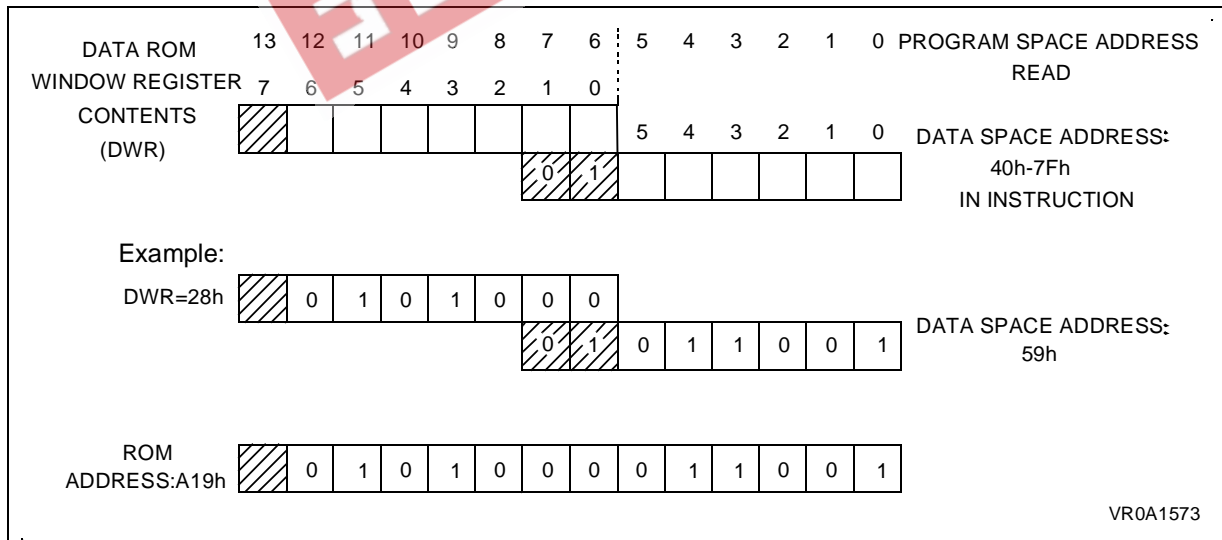 DATA ROM
WINDOW REGISTER
CONTENTS
(DWR)
13 12 11 10 9 8 7 6 5 4 3 2 1 0
PROGRAM SPACE ADDRESS
READ
7 6 5 4 3 2 1 0
5 4 3 2 1 0
DATA SPACE ADDRESS:
40h-7Fh
IN INSTRUCTION
0 1
Example:
DWR=28h
0 1 0 1 0 0 0
0 1 0 1 1 0 0 1
DATA SPACE ADDRESS:
59h
ROM
ADDRESS:A19h
0 1 0 1 0 0 0 0 1 1 0 0 1
VR0A1573